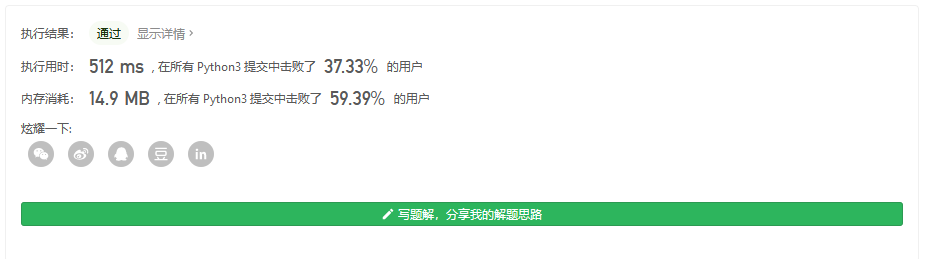 执行结果： 通过 显示详情 ›
执行用时： 512 ms , 在所有 Python3 提交中击败了 37.33% 的用户
内存消耗： 14.9 MB , 在所有 Python3 提交中击败了 59.39% 的用户
炫耀一下:
豆 in
写题解，分享我的解题思路